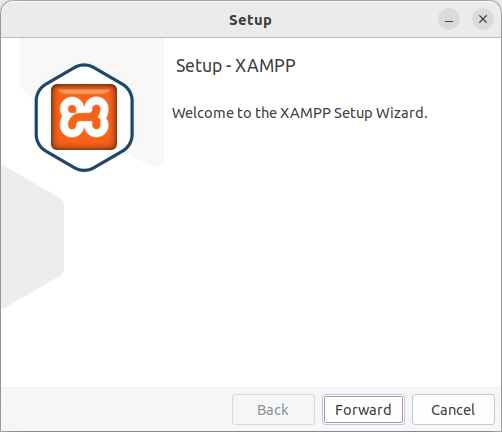 Setup
Setup - XAMPP
Welcome to the XAMPP Setup Wizard.
Back
Forward
Cancel